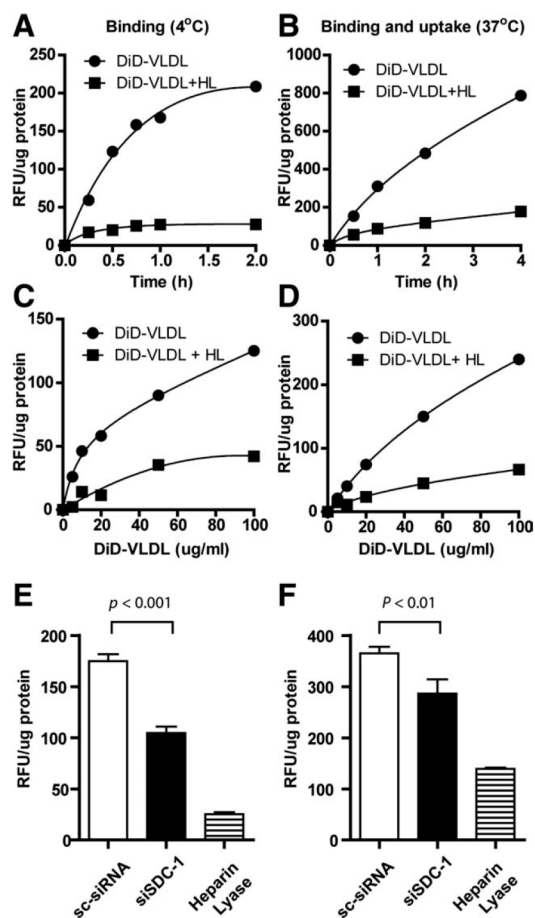 A
Binding (4°C)
RFU/ug protein
250
200
150
100
50
0
DiD-VLDL
DiD-VLDL+HL
0.0
0.5
1.0
1.5
2.0
Time (h)
B
Binding and uptake (37°C)
RFU/ug protein
1000
800
600
400
200
0
DiD-VLDL
DiD-VLDL+HL
0
1
2
3
4
Time (h)
C
RFU/ug protein
150
100
50
0
DiD-VLDL
DiD-VLDL + HL
0
20
40
60
80
100
DiD-VLDL (ug/ml)
D
RFU/ug protein
300
200
100
0
DiD-VLDL
DiD-VLDL+ HL
0
20
40
60
80
100
DiD-VLDL (ug/ml)
E
p < 0.001
RFU/ug protein
200
150
100
50
0
sc-siRNA
siSDC-1
Heparin
Lyase
F
P < 0.01
RFU/ug protein
400
300
200
100
0
sc-siRNA
siSDC-1
Heparin
Lyase